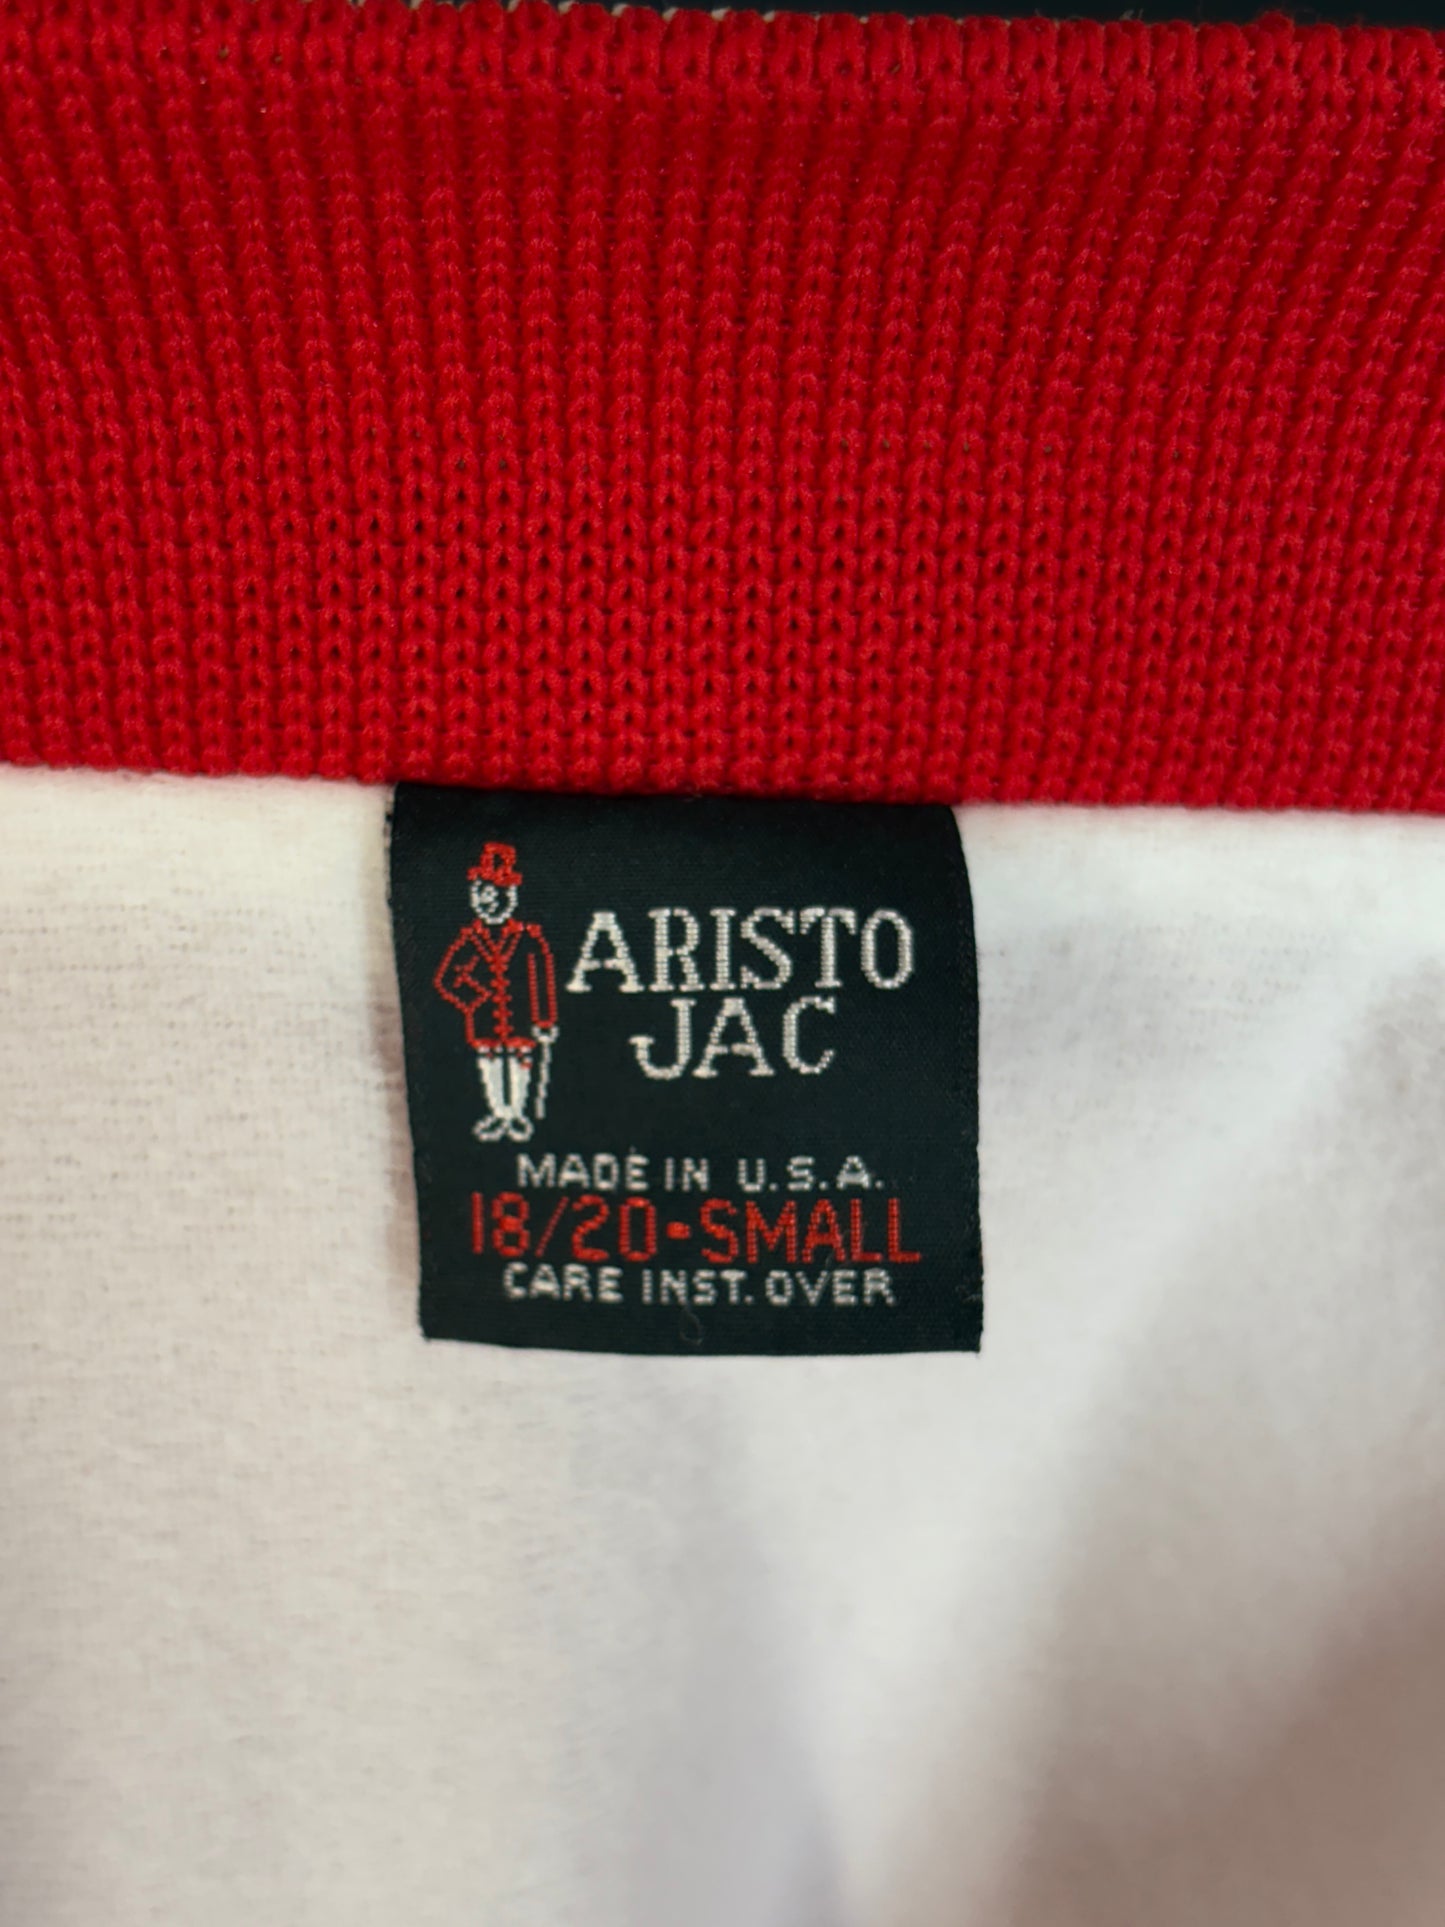 ARISTO
JAC
MADE IN U.S.A.
18/20-SMALL
CARE INST. OVER